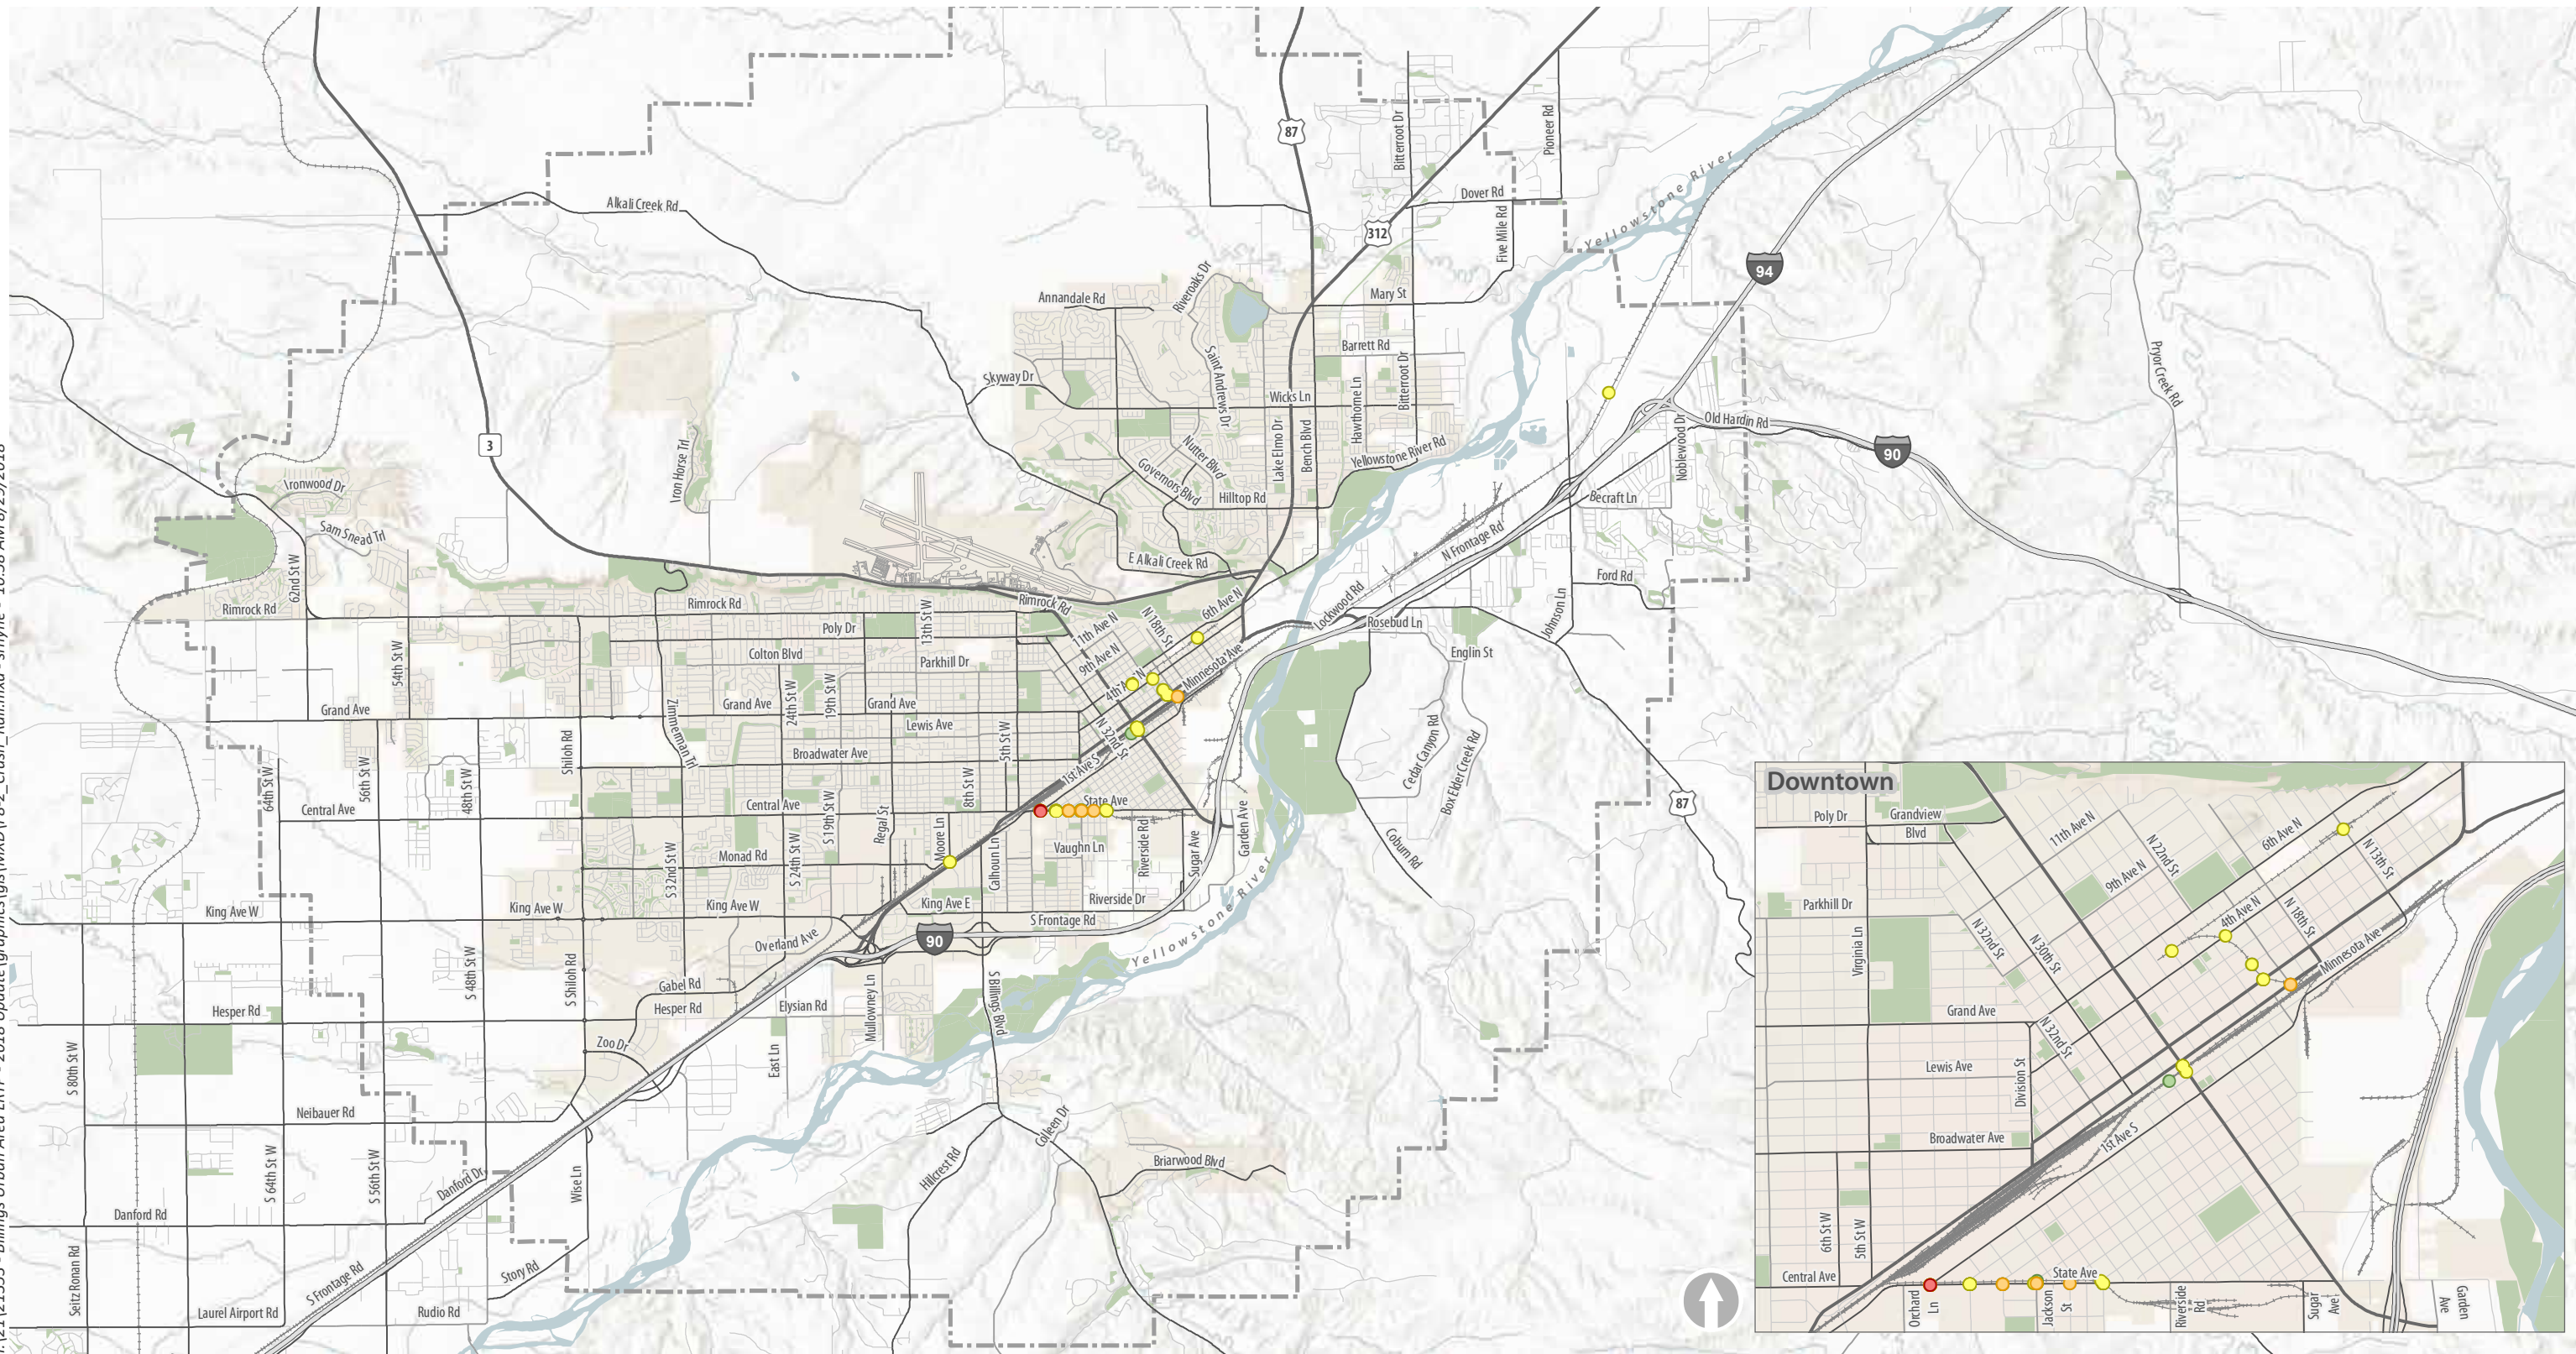 87
Bitterroot Dr
Pioneer Rd
Yellowstone River
Alkali Creek Rd
Dover Rd
312
Five Mile Rd
94
Annandale Rd
Riveroaks Dr
Mary St
Saint Andrews Dr
Barrett Rd
Skyway Dr
Wicks Ln
Hawthorne Ln
Bitterroot Dr
Pryor Creek Rd
3
Iron Horse Trl
Nutter Blvd
Governors Blvd
Lake Elmo Dr
Bench Blvd
Yellowstone River Rd
Noblewood Dr
Old Hardin Rd
90
Ironwood Dr
Hilltop Rd
Becraft Ln
Sam Snead Trl
N Frontage Rd
E Alkali Creek Rd
62nd St W
Rimrock Rd
Rimrock Rd
Rimrock Rd
Ford Rd
Lockwood Rd
Johnson Ln
6th Ave N
N 18th St
11th Ave N
9th Ave N
Rosebud Ln
Englin St
13th St W
Poly Dr
Colton Blvd
Parkhill Dr
54th St W
Minnesota Ave
Grand Ave
Grand Ave
Grand Ave
24th St W
19th St W
Zimmerman Trl
Lewis Ave
N 32nd St
Shiloh Rd
Broadwater Ave
5th St W
1st Ave S
8th St W
Cedar Canyon Rd
Box Elder Creek Rd
64th St W
56th St W
48th St W
Central Ave
Central Ave
State Ave
S 19th St W
Regal St
Moore Ln
Monad Rd
S 32nd St W
S 24th St W
Calhoun Ln
Vaughn Ln
Riverside Rd
Sugar Ave
Garden Ave
Coburn Rd
87
King Ave W
King Ave W
King Ave W
King Ave E
Riverside Dr
S Frontage Rd
90
Overland Ave
Yellowstone River
S 48th St W
S Shiloh Rd
Gabel Rd
Hesper Rd
Hesper Rd
Elysian Rd
Mullowney Ln
S Billings Blvd
Zoo Dr
East Ln
S 80th St W
Neibauer Rd
Colleen Dr
Hillcrest Rd
Briarwood Blvd
S 64th St W
S 56th St W
Danford Dr
Wise Ln
Danford Rd
Seitz Ronan Rd
S Frontage Rd
Story Rd
Laurel Airport Rd
Rudio Rd
Downtown
Poly Dr
Grandview
Blvd
11th Ave N
6th Ave N
N 22nd St
N 13th St
9th Ave N
Parkhill Dr
Virginia Ln
4th Ave N
N 18th St
N 32nd St
N 30th St
Minnesota Ave
Grand Ave
N 32nd St
Lewis Ave
Division St
Broadwater Ave
1st Ave S
6th St W
5th St W
Central Ave
State Ave
Orchard
Ln
Jackson
St
Riverside
Rd
Sugar
Ave
Garden
Ave